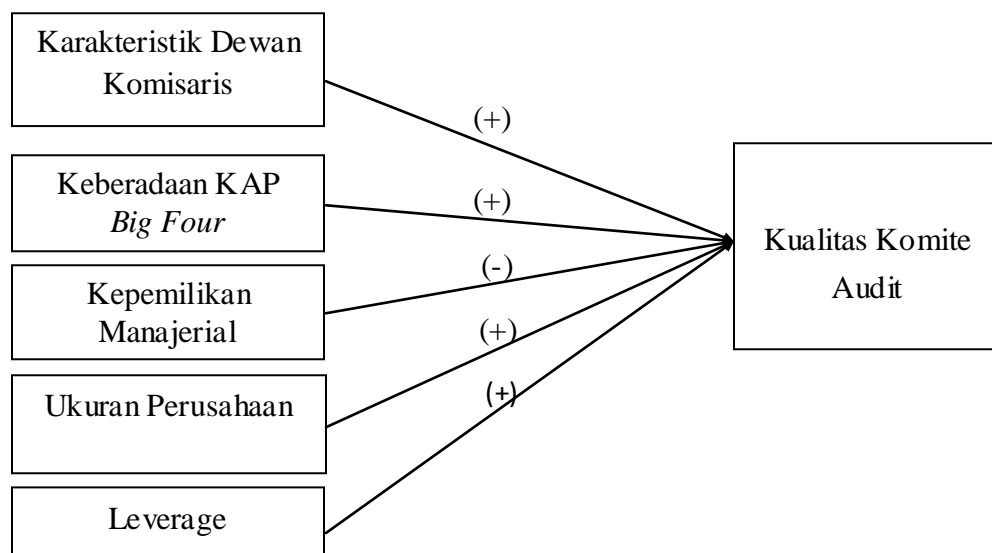 Karakteristik Dewan
Komisaris
(+)
Keberadaan KAP
Big Four
(+)
Kualitas Komite
Audit
(-)
Kepemilikan
Manajerial
(+)
Ukuran Perusahaan
(+)
Leverage